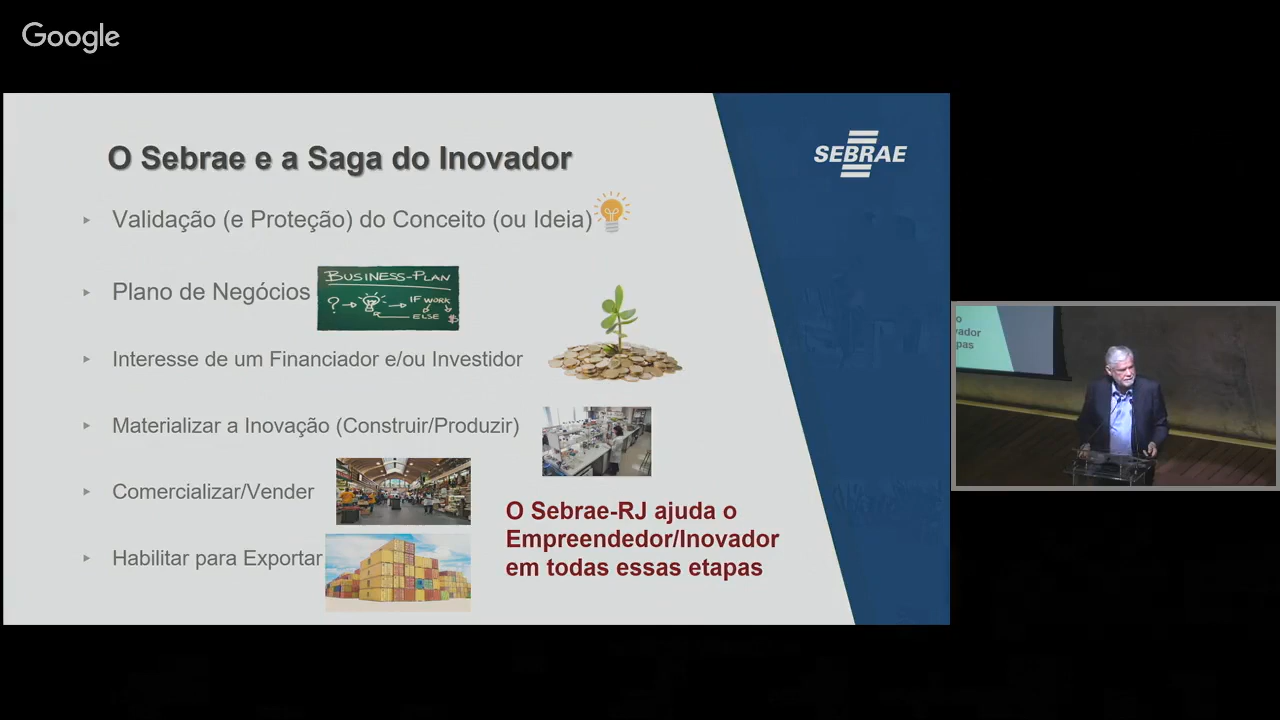 Google
O Sebrae e a Saga do Inovador
SEBRAE
Validação (e Proteção) do Conceito (ou Ideia)
Plano de Negócios
BUSINESS-PLAN
? → → IF WORK
ELSE $
Interesse de um Financiador e/ou Investidor
Materializar a Inovação (Construir/Produzir)
Comercializar/Vender
O Sebrae-RJ ajuda o
Empreendedor/Inovador
em todas essas etapas
Habilitar para Exportar
o
vador
pas